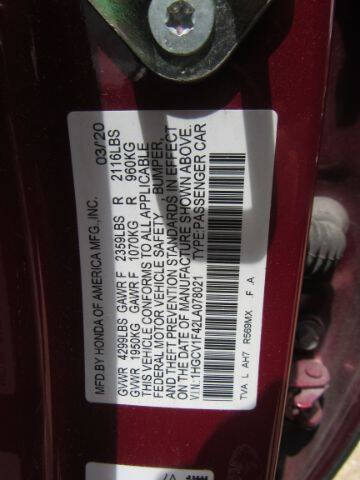 MFD.BY HONDA OF AMERICA MFG.,INC. 03/20
GVWR 4299LBS GAWR F 2359LBS R 2116LBS
GVWR 1950KG GAWR F 1070KG R 960KG
THIS VEHICLE CONFORMS TO ALL APPLICABLE
FEDERAL MOTOR VEHICLE SAFETY, BUMPER,
AND THEFT PREVENTION STANDARDS IN EFFECT
ON THE DATE OF MANUFACTURE SHOWN ABOVE.
V.I.N:1HGCV1F42LA078021 TYPE:PASSENGER CAR
TVA L AH7 R569MX F A